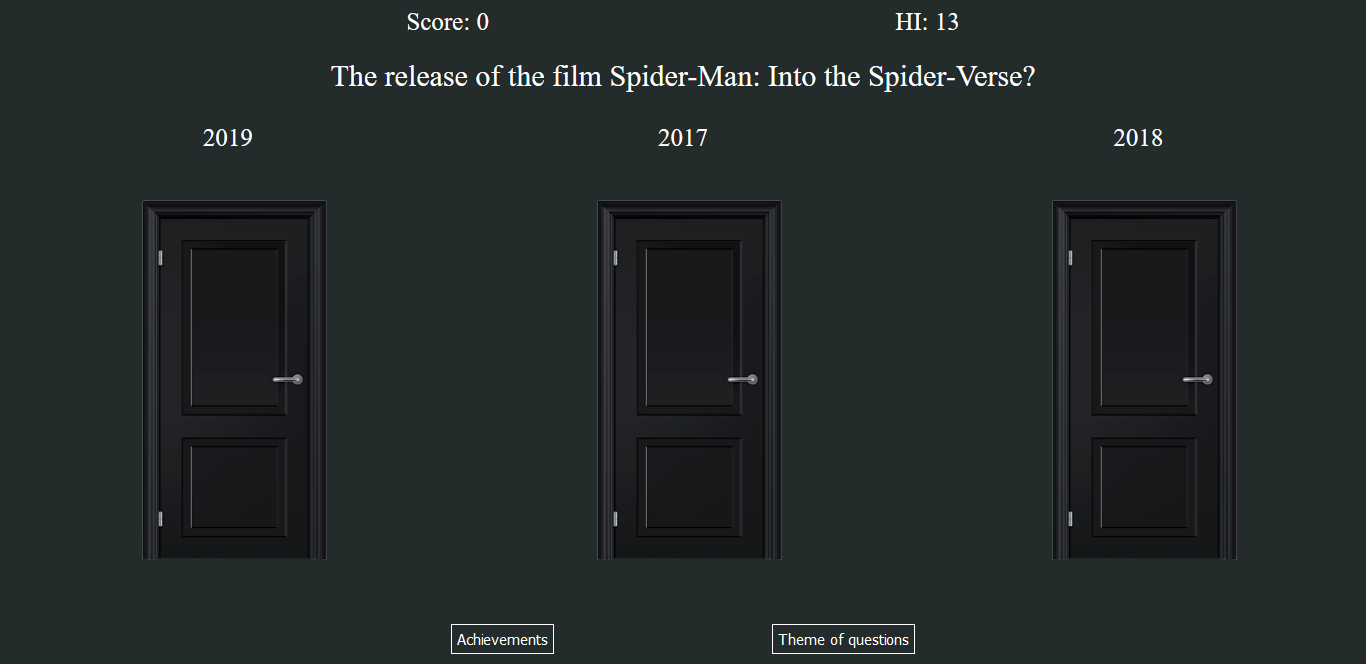 Score: 0 HI: 13
The release of the film Spider-Man: Into the Spider-Verse?
2019 2017 2018
Achievements Theme of questions